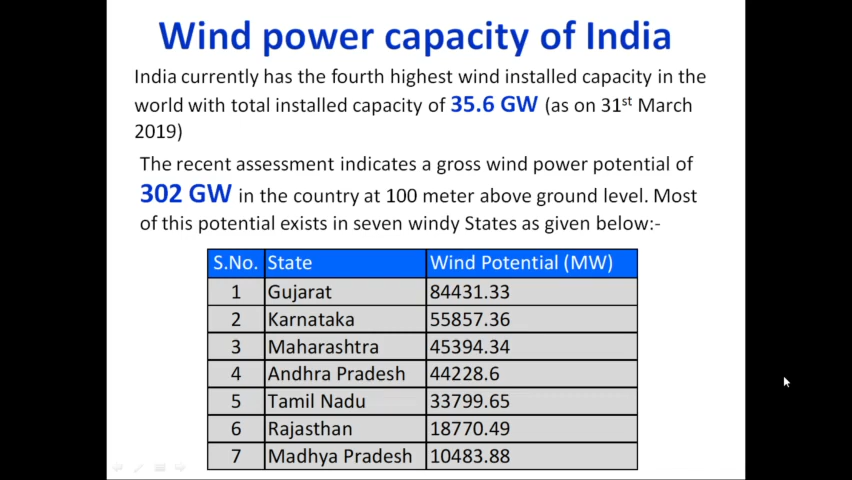 Wind power capacity of India
India currently has the fourth highest wind installed capacity in the
world with total installed capacity of 35.6 GW (as on 31st March
2019)
The recent assessment indicates a gross wind power potential of
302 GW in the country at 100 meter above ground level. Most
of this potential exists in seven windy States as given below:-
S.No. State Wind Potential (MW)
1 Gujarat 84431.33
2 Karnataka 55857.36
3 Maharashtra 45394.34
4 Andhra Pradesh 44228.6
5 Tamil Nadu 33799.65
6 Rajasthan 18770.49
7 Madhya Pradesh 10483.88